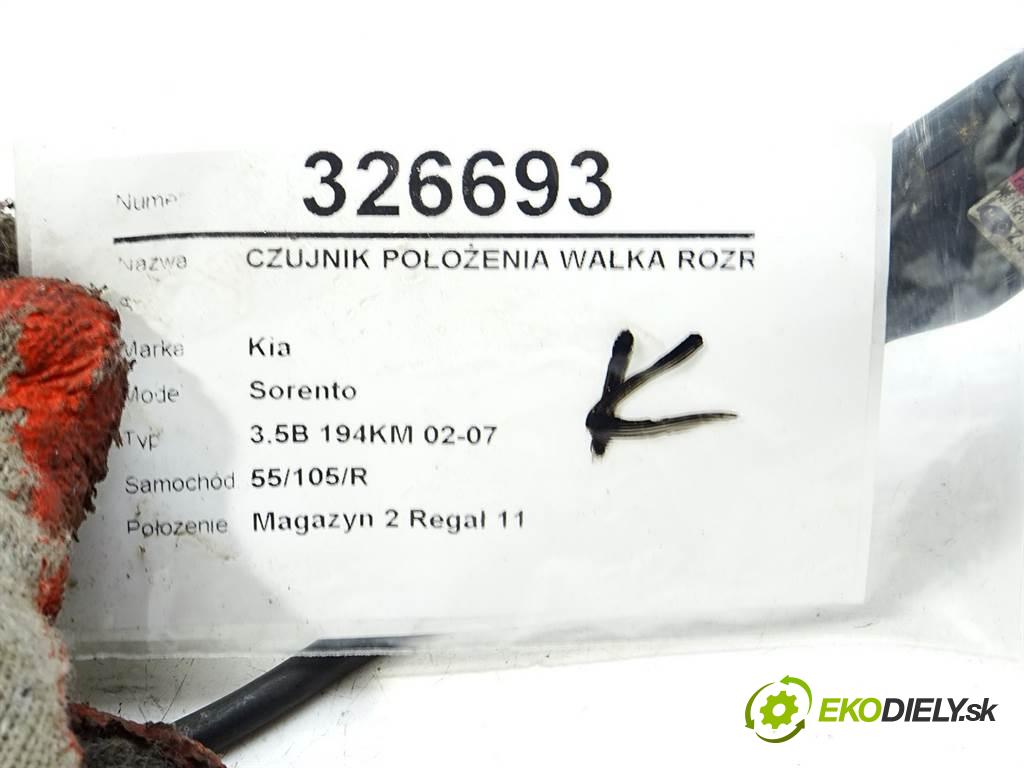 Numer 326693
Nazwa CZUJNIK POŁOŻENIA WAŁKA ROZR
Marka Kia
Model Sorento
Typ 3.5B 194KM 02-07
Samochód 55/105/R
Położenie Magazyn 2 Regał 11
K
EKODIELY.sk